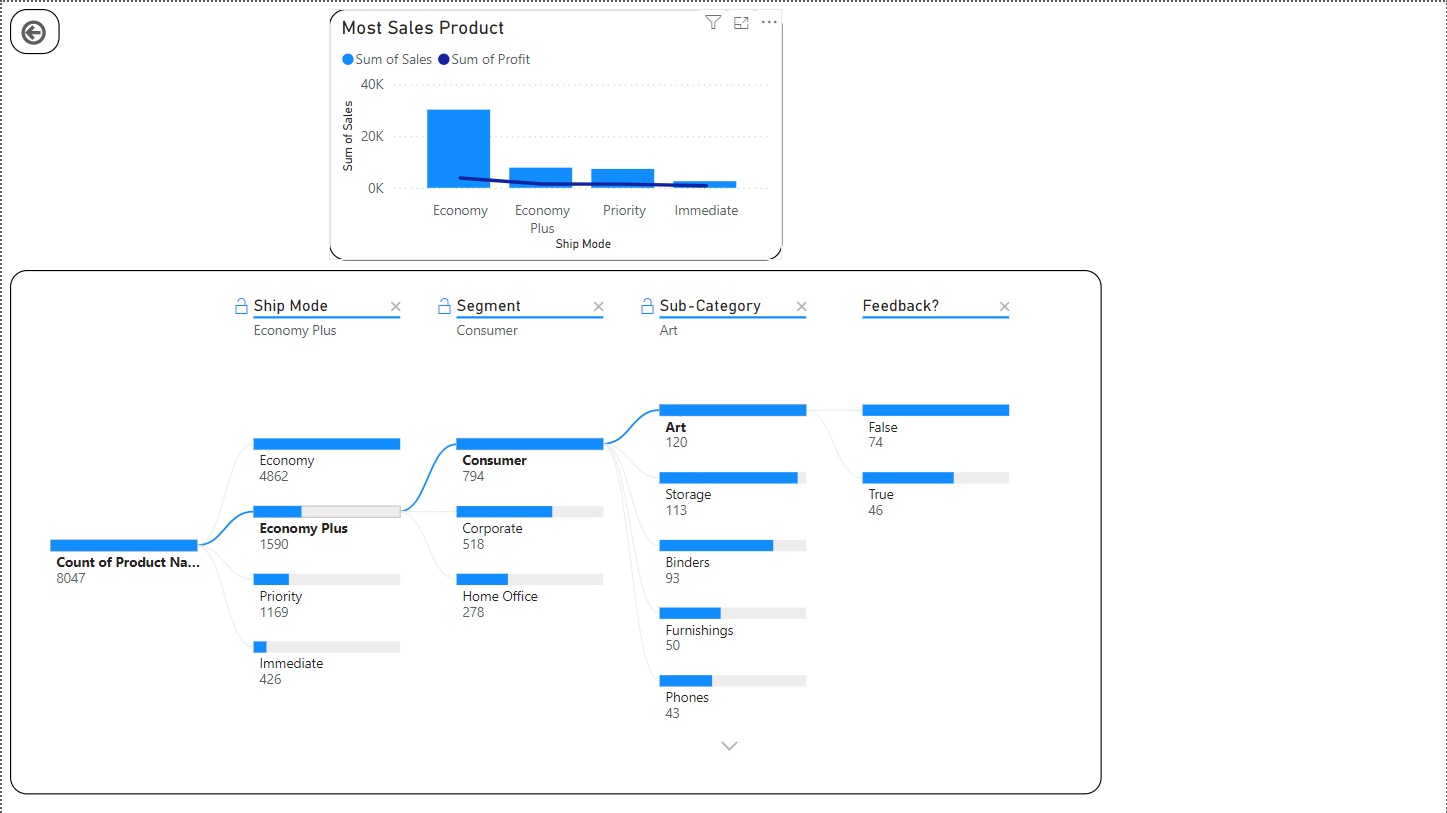 Most Sales Product
Sum of Sales Sum of Profit
40K
20K
0K
Sum of Sales
Economy
Economy Plus
Priority
Immediate
Ship Mode
Ship Mode
Economy Plus
Segment
Consumer
Sub-Category
Art
Feedback?
Count of Product Na...
8047
Economy
4862
Economy Plus
1590
Priority
1169
Immediate
426
Consumer
794
Corporate
518
Home Office
278
Art
120
Storage
113
Binders
93
Furnishings
50
Phones
43
False
74
True
46